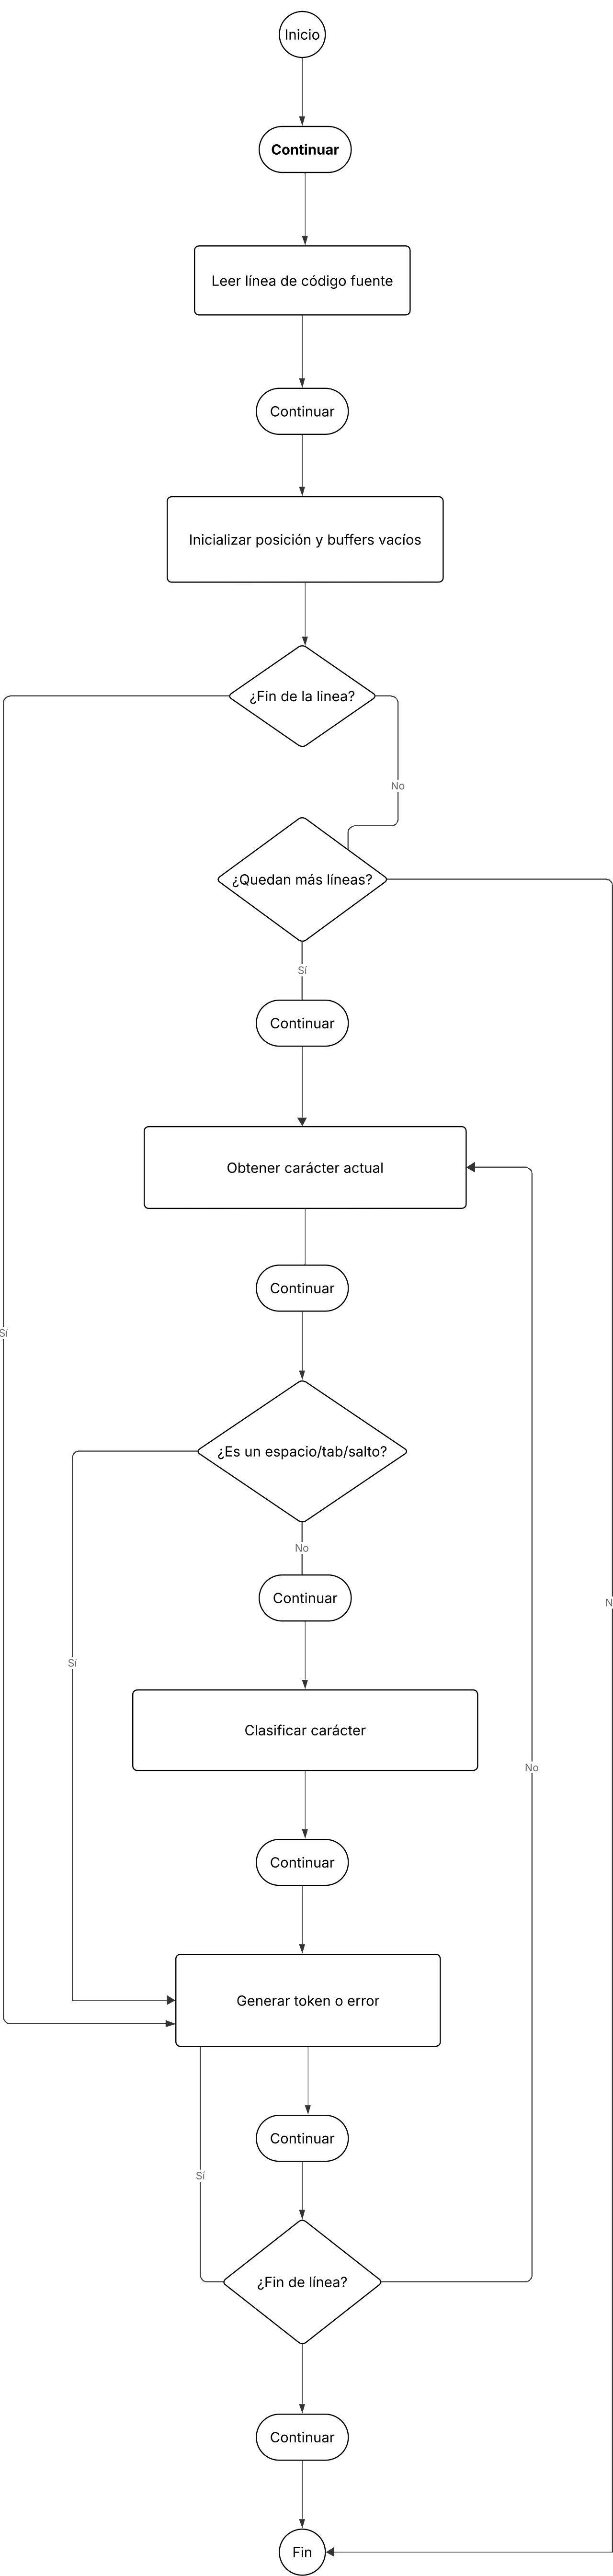 Inicio
Continuar
Leer línea de código fuente
Continuar
Inicializar posición y buffers vacíos
¿Fin de la linea?
No
¿Quedan más líneas?
Sí
Continuar
Obtener carácter actual
Continuar
Sí
¿Es un espacio/tab/salto?
No
Continuar
N
Sí
Clasificar carácter
No
Continuar
Generar token o error
Continuar
Sí
¿Fin de línea?
Continuar
Fin